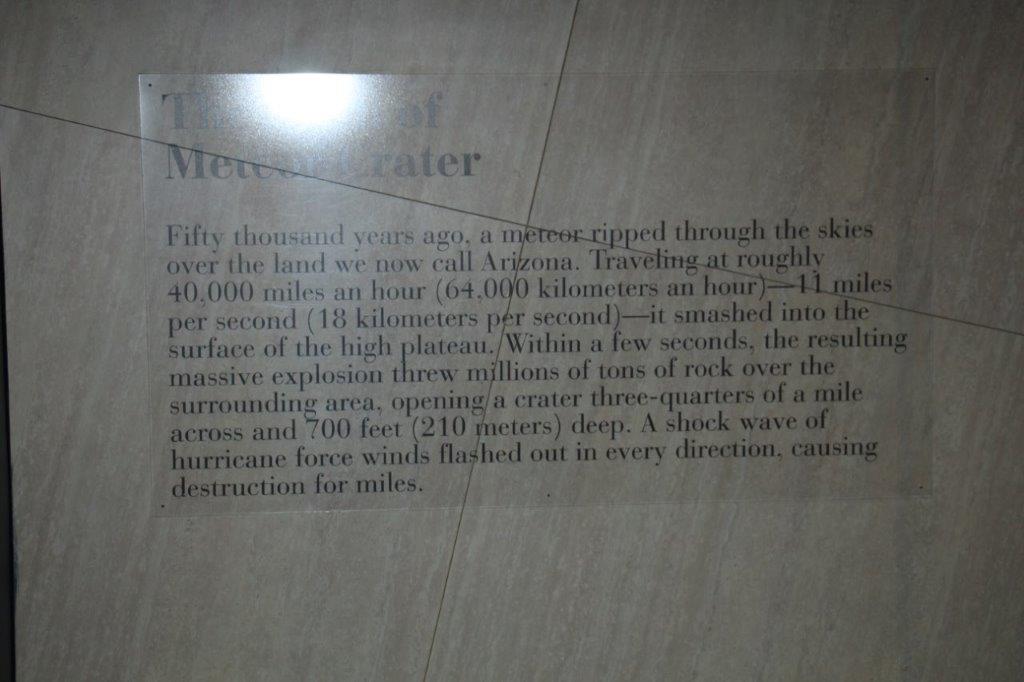 of
Meteor Crater
Fifty thousand years ago, a meteor ripped through the skies
over the land we now call Arizona. Traveling at roughly
40,000 miles an hour (64,000 kilometers an hour)—11 miles
per second (18 kilometers per second)—it smashed into the
surface of the high plateau. Within a few seconds, the resulting
massive explosion threw millions of tons of rock over the
surrounding area, opening a crater three-quarters of a mile
across and 700 feet (210 meters) deep. A shock wave of
hurricane force winds flashed out in every direction, causing
destruction for miles.